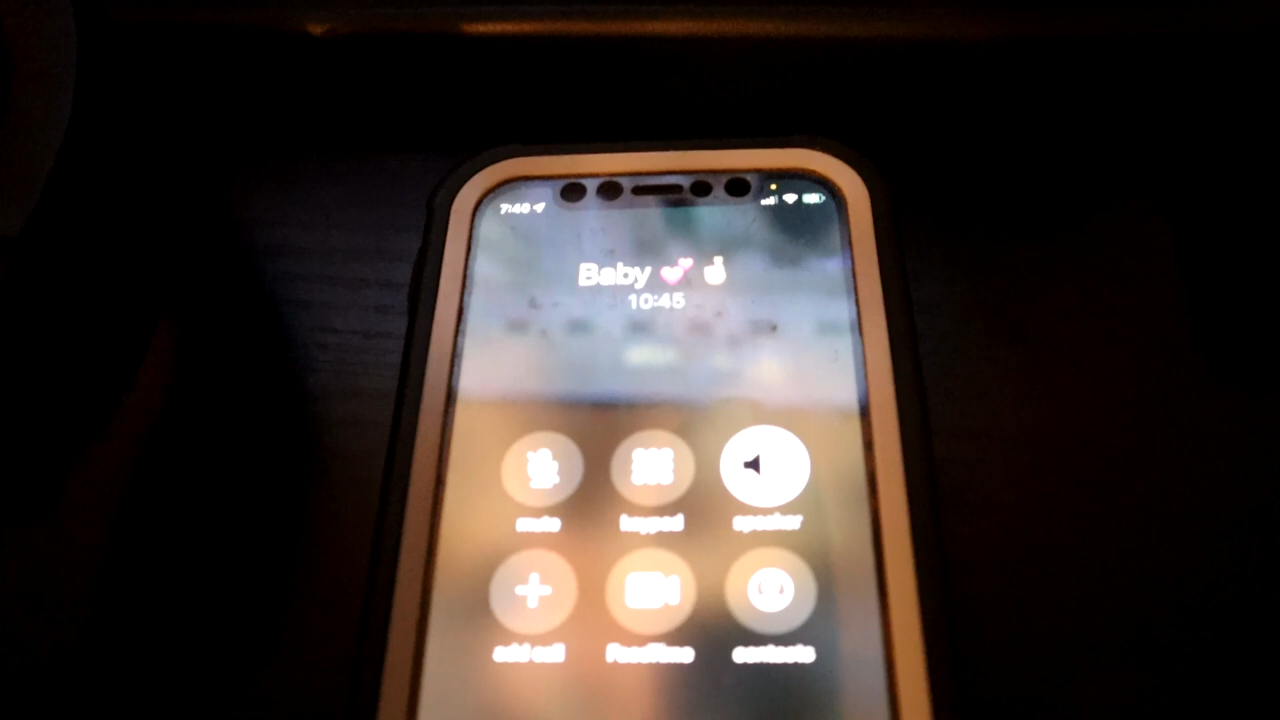 7:40
Baby 💕
10:45
mute
keypad
speaker
add call
FaceTime
contacts